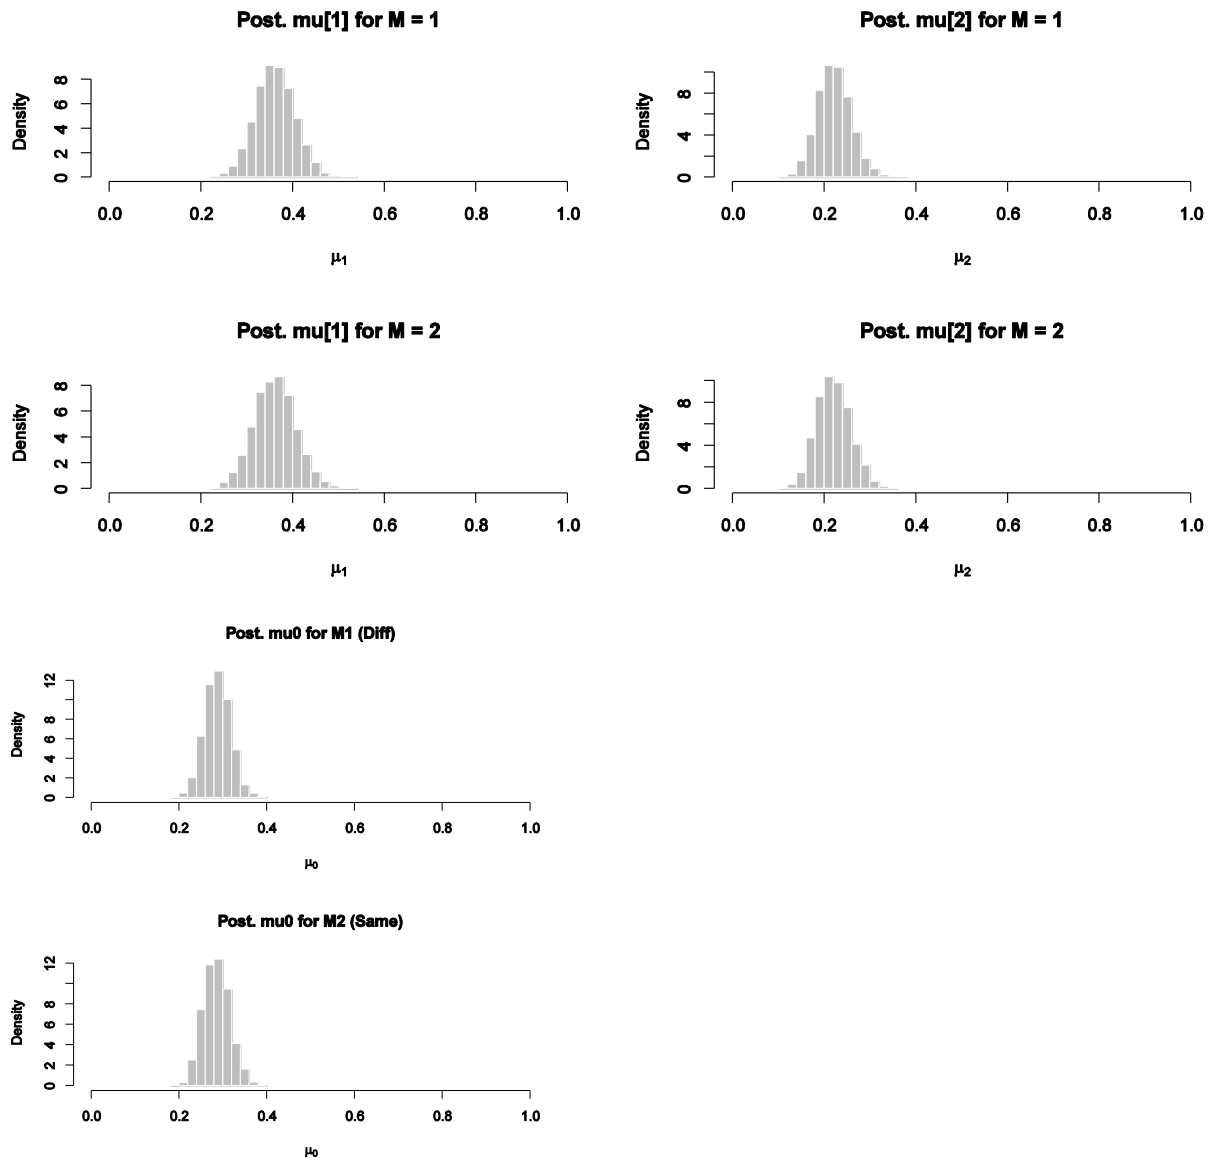 Post. mu[1] for M = 1
Density
0 2 4 6 8
0.0 0.2 0.4 0.6 0.8 1.0
μ1
Post. mu[2] for M = 1
Density
0 4 8
0.0 0.2 0.4 0.6 0.8 1.0
μ2
Post. mu[1] for M = 2
Density
0 2 4 6 8
0.0 0.2 0.4 0.6 0.8 1.0
μ1
Post. mu[2] for M = 2
Density
0 4 8
0.0 0.2 0.4 0.6 0.8 1.0
μ2
Post. mu0 for M1 (Diff)
Density
0 2 4 6 8 12
0.0 0.2 0.4 0.6 0.8 1.0
μ0
Post. mu0 for M2 (Same)
Density
0 2 4 6 8 12
0.0 0.2 0.4 0.6 0.8 1.0
μ0